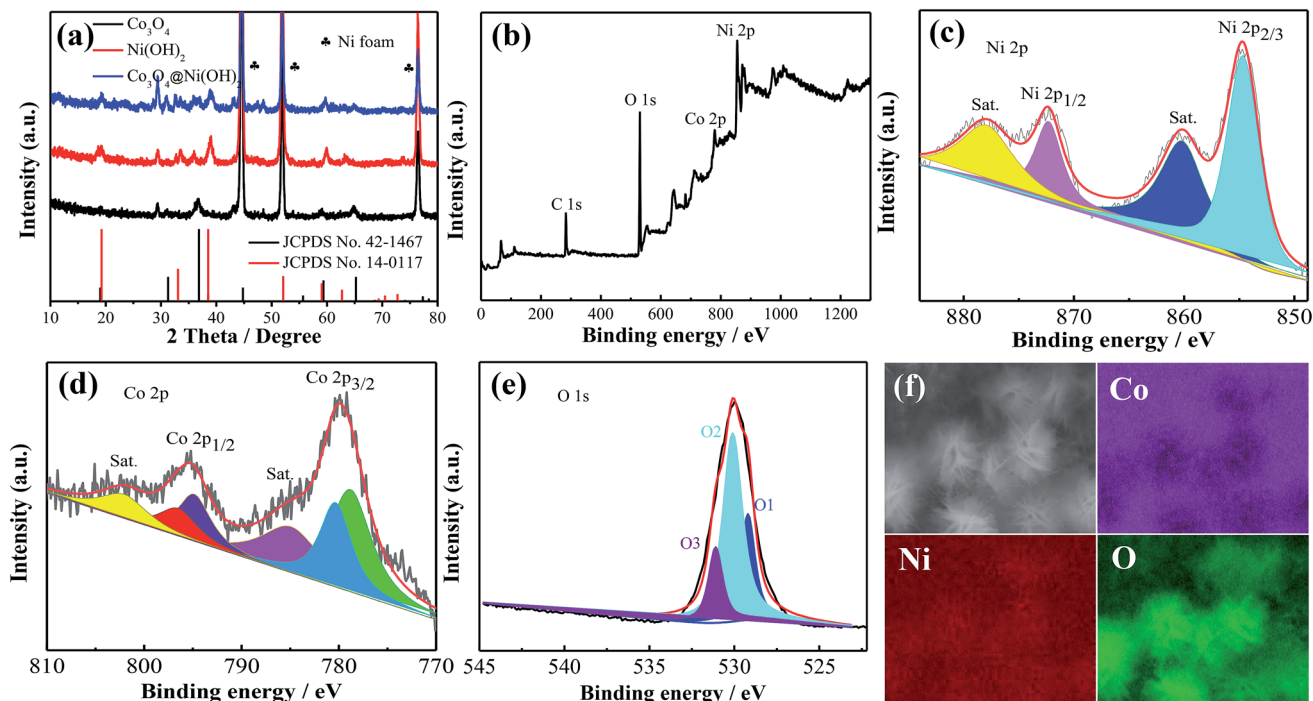 (a)
Co₃O₄
Ni(OH)₂
Co₃O₄@Ni(OH)₂
♣ Ni foam
♣ ♣ ♣
JCPDS No. 42-1467
JCPDS No. 14-0117
Intensity (a.u.)
10 20 30 40 50 60 70 80
2 Theta / Degree
(b)
C 1s
O 1s
Co 2p
Ni 2p
Intensity (a.u.)
0 200 400 600 800 1000 1200
Binding energy / eV
(c)
Ni 2p
Sat.
Ni 2p₁/₂
Sat.
Ni 2p₂/₃
Intensity (a.u.)
880 870 860 850
Binding energy / eV
(d)
Co 2p
Sat.
Co 2p₁/₂
Sat.
Co 2p₃/₂
Intensity (a.u.)
810 800 790 780 770
Binding energy / eV
(e)
O 1s
O3
O2
O1
Intensity (a.u.)
545 540 535 530 525
Binding energy / eV
(f)
Co
Ni
O